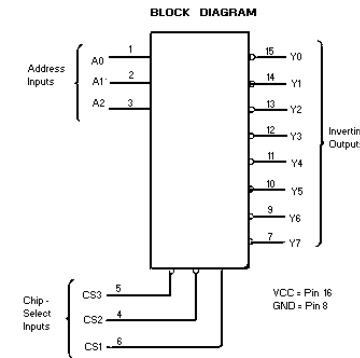 BLOCK DIAGRAM
Address
Inputs
A0 1
A1 2
A2 3
15 Y0
14 Y1
13 Y2
12 Y3
11 Y4
10 Y5
9 Y6
7 Y7
Inverting
Outputs
Chip -
Select
Inputs
CS3 5
CS2 4
CS1 6
VCC = Pin 16
GND = Pin 8